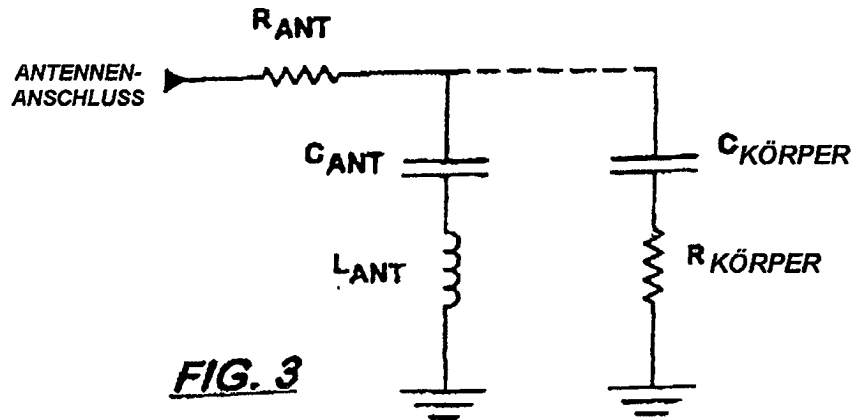 RANT
ANTENNEN-
ANSCHLUSS
CANT
CKÖRPER
LANT
RKÖRPER
FIG. 3